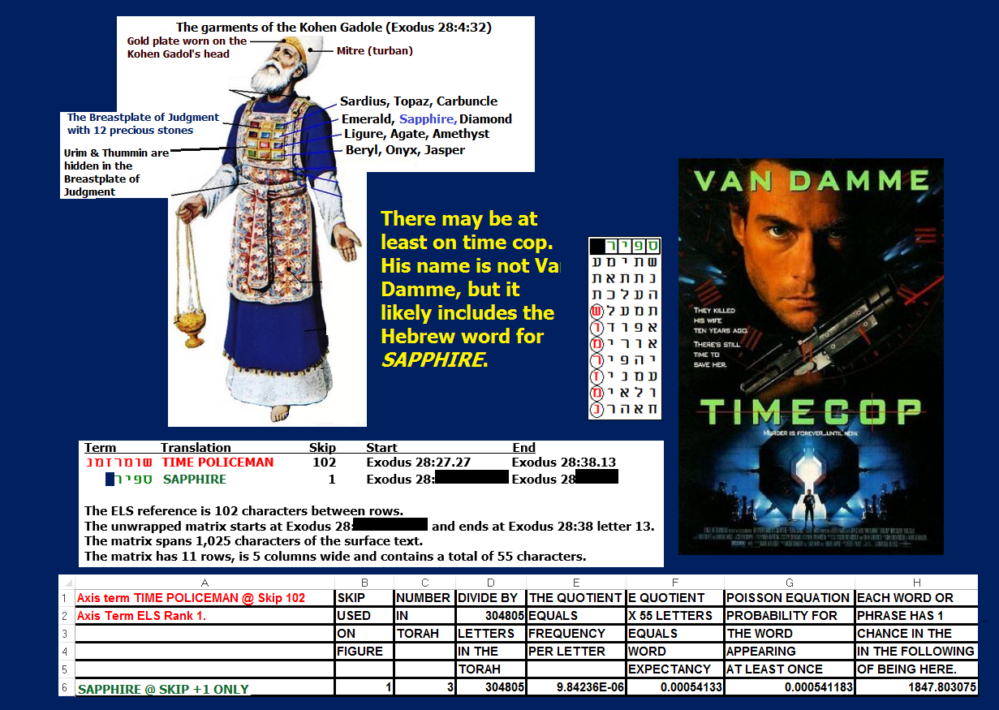 The garments of the Kohen Gadole (Exodus 28:4:32)
Gold plate worn on the
Kohen Gadol's head
Mitre (turban)
Sardius, Topaz, Carbuncle
The Breastplate of Judgment
with 12 precious stones
Emerald, Sapphire, Diamond
Ligure, Agate, Amethyst
Beryl, Onyx, Jasper
Urim & Thummin are
hidden in the
Breastplate of
Judgment
There may be at
least on time cop.
His name is not Va
Damme, but it
likely includes the
Hebrew word for
SAPPHIRE.
ספיר
שתימע
נתתאת
העלכת
תמעלש
אפודו
אורימ
יהפיר
עמניז
ולאימ
חאהרנ
VAN DAMME
THEY KILLED
HIS WIFE
TEN YEARS AGO.
THERE'S STILL
TIME TO
SAVE HER.
TIMECOP
MURDER IS FOREVER...UNTIL NOW.
Term Translation Skip Start End
שומרזמנ TIME POLICEMAN 102 Exodus 28:27.27 Exodus 28:38.13
ספיר SAPPHIRE 1 Exodus 28: Exodus 28
The ELS reference is 102 characters between rows.
The unwrapped matrix starts at Exodus 28: and ends at Exodus 28:38 letter 13.
The matrix spans 1,025 characters of the surface text.
The matrix has 11 rows, is 5 columns wide and contains a total of 55 characters.
A B C D E F G H
1 Axis term TIME POLICEMAN @ Skip 102 SKIP NUMBER DIVIDE BY THE QUOTIENT E QUOTIENT POISSON EQUATION EACH WORD OR
2 Axis Term ELS Rank 1. USED IN 304805 EQUALS X 55 LETTERS PROBABILITY FOR PHRASE HAS 1
3 ON TORAH LETTERS FREQUENCY EQUALS THE WORD CHANCE IN THE
4 FIGURE IN THE PER LETTER WORD APPEARING IN THE FOLLOWING
5 TORAH EXPECTANCY AT LEAST ONCE OF BEING HERE.
6 SAPPHIRE @ SKIP +1 ONLY 1 3 304805 9.84236E-06 0.00054133 0.000541183 1847.803075